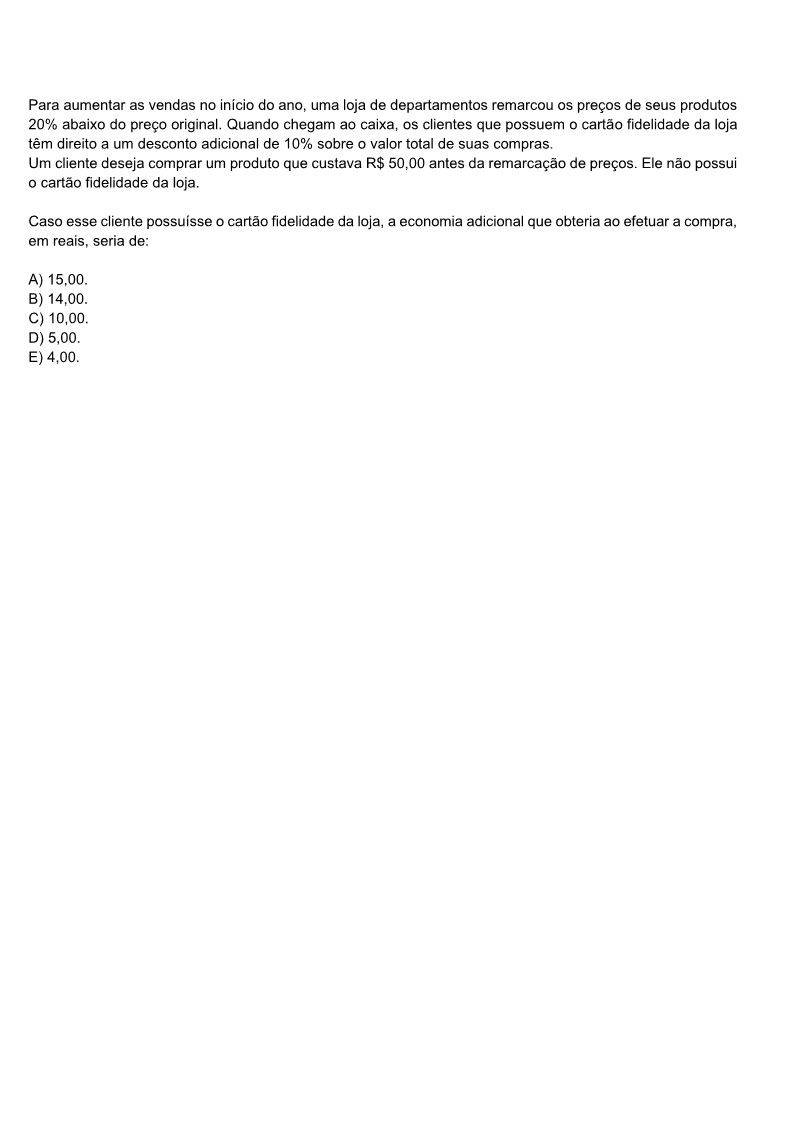 Para aumentar as vendas no início do ano, uma loja de departamentos remarcou os preços de seus produtos
20% abaixo do preço original. Quando chegam ao caixa, os clientes que possuem o cartão fidelidade da loja
têm direito a um desconto adicional de 10% sobre o valor total de suas compras.
Um cliente deseja comprar um produto que custava R$ 50,00 antes da remarcação de preços. Ele não possui
o cartão fidelidade da loja.
Caso esse cliente possuísse o cartão fidelidade da loja, a economia adicional que obteria ao efetuar a compra,
em reais, seria de:
A) 15,00.
B) 14,00.
C) 10,00.
D) 5,00.
E) 4,00.